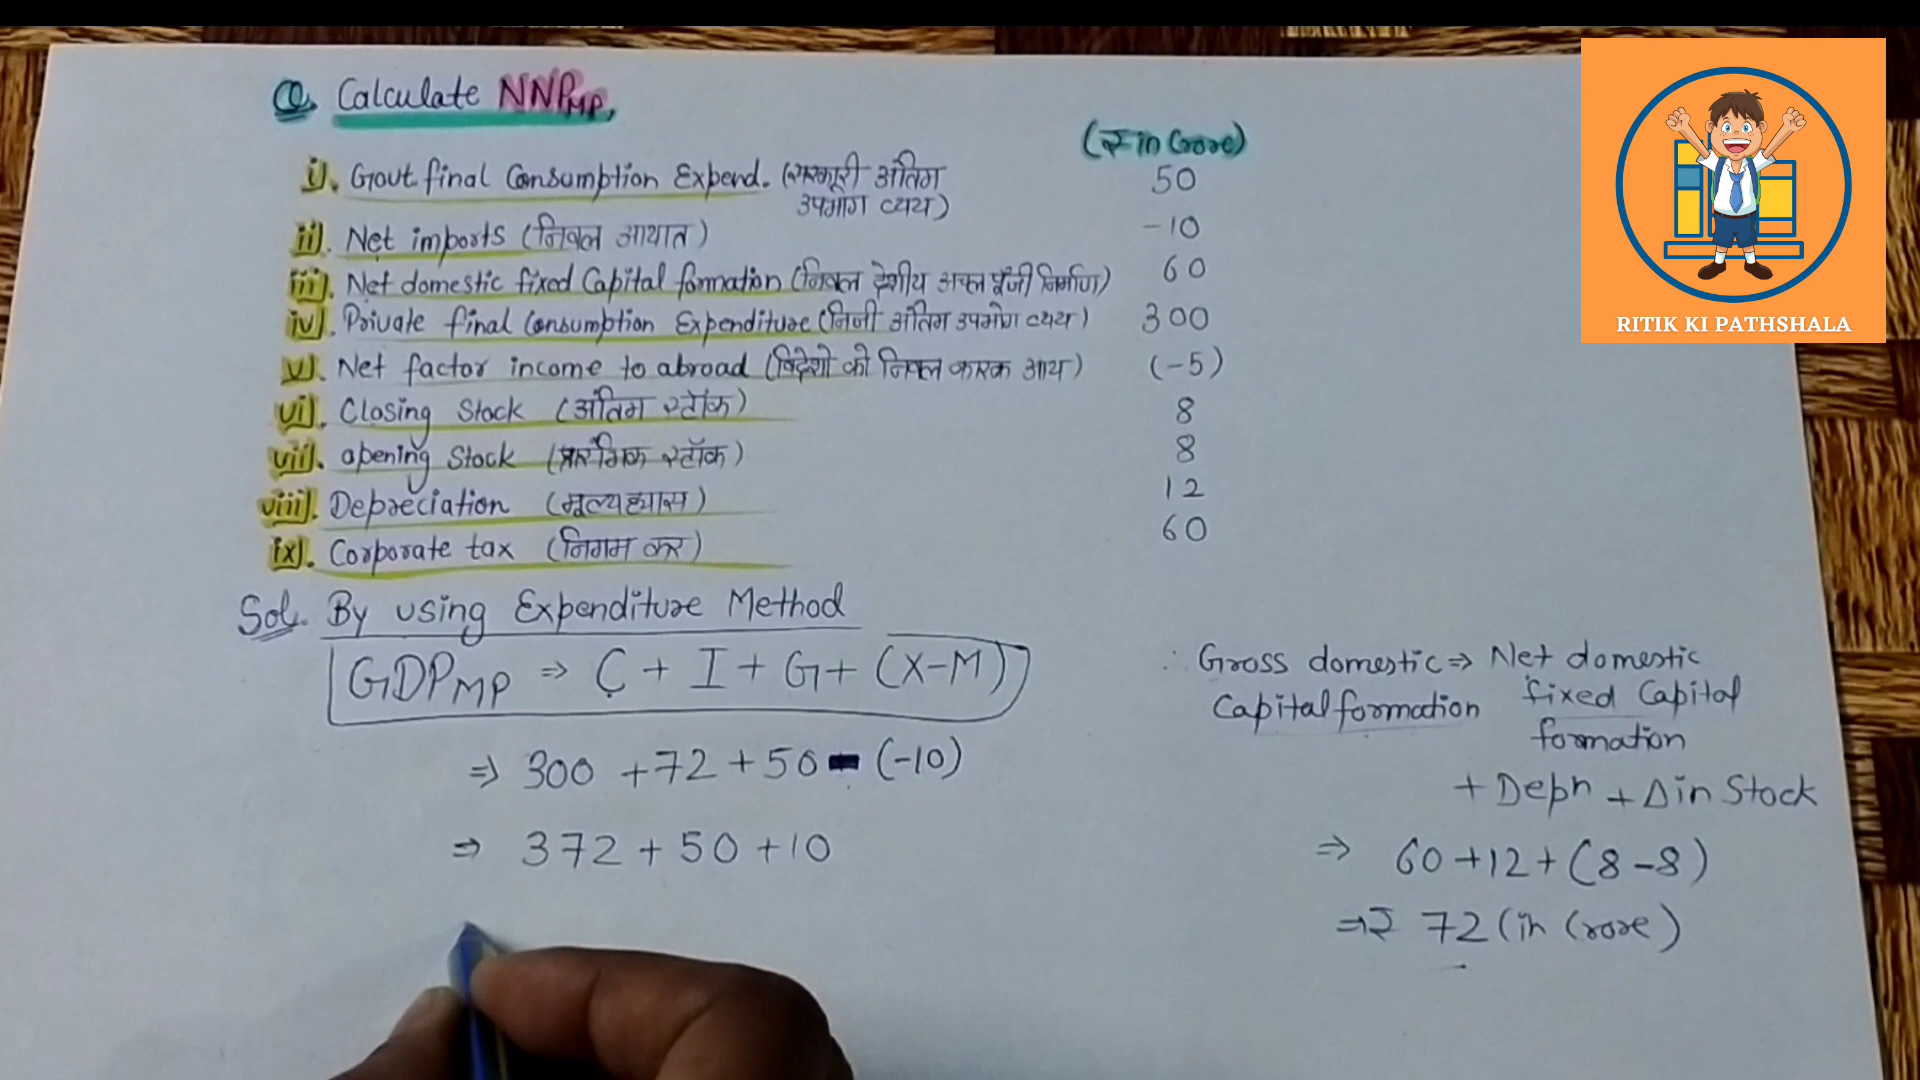 Q. Calculate NNPMP,
(₹ in Crore)
i). Govt. final Consumption Expend. (सरकारी अंतिम उपभोग व्यय) 50
ii). Net imports (निवल आयात) -10
iii). Net domestic fixed Capital formation (निवल देशीय अचल पूँजी निर्माण) 60
iv). Private final Consumption Expenditure (निजी अंतिम उपभोग व्यय) 300
v). Net factor income to abroad (विदेशो को निवल कारक आय) (-5)
vi). Closing Stock (अंतिम स्टॉक) 8
vii). opening Stock (प्रारंभिक स्टॉक) 8
viii). Depreciation (मूल्यह्यास) 12
ix). Corporate tax (निगम कर) 60
Sol. By using Expenditure Method
GDPMP ⇒ C + I + G + (X-M)
⇒ 300 +72 +50 - (-10)
⇒ 372 + 50 +10
∴ Gross domestic ⇒ Net domestic
Capital formation fixed Capital
formation
+ Depn + Δ in Stock
⇒ 60 +12 + (8-8)
⇒ ₹ 72 (in Crore)
RITIK KI PATHSHALA